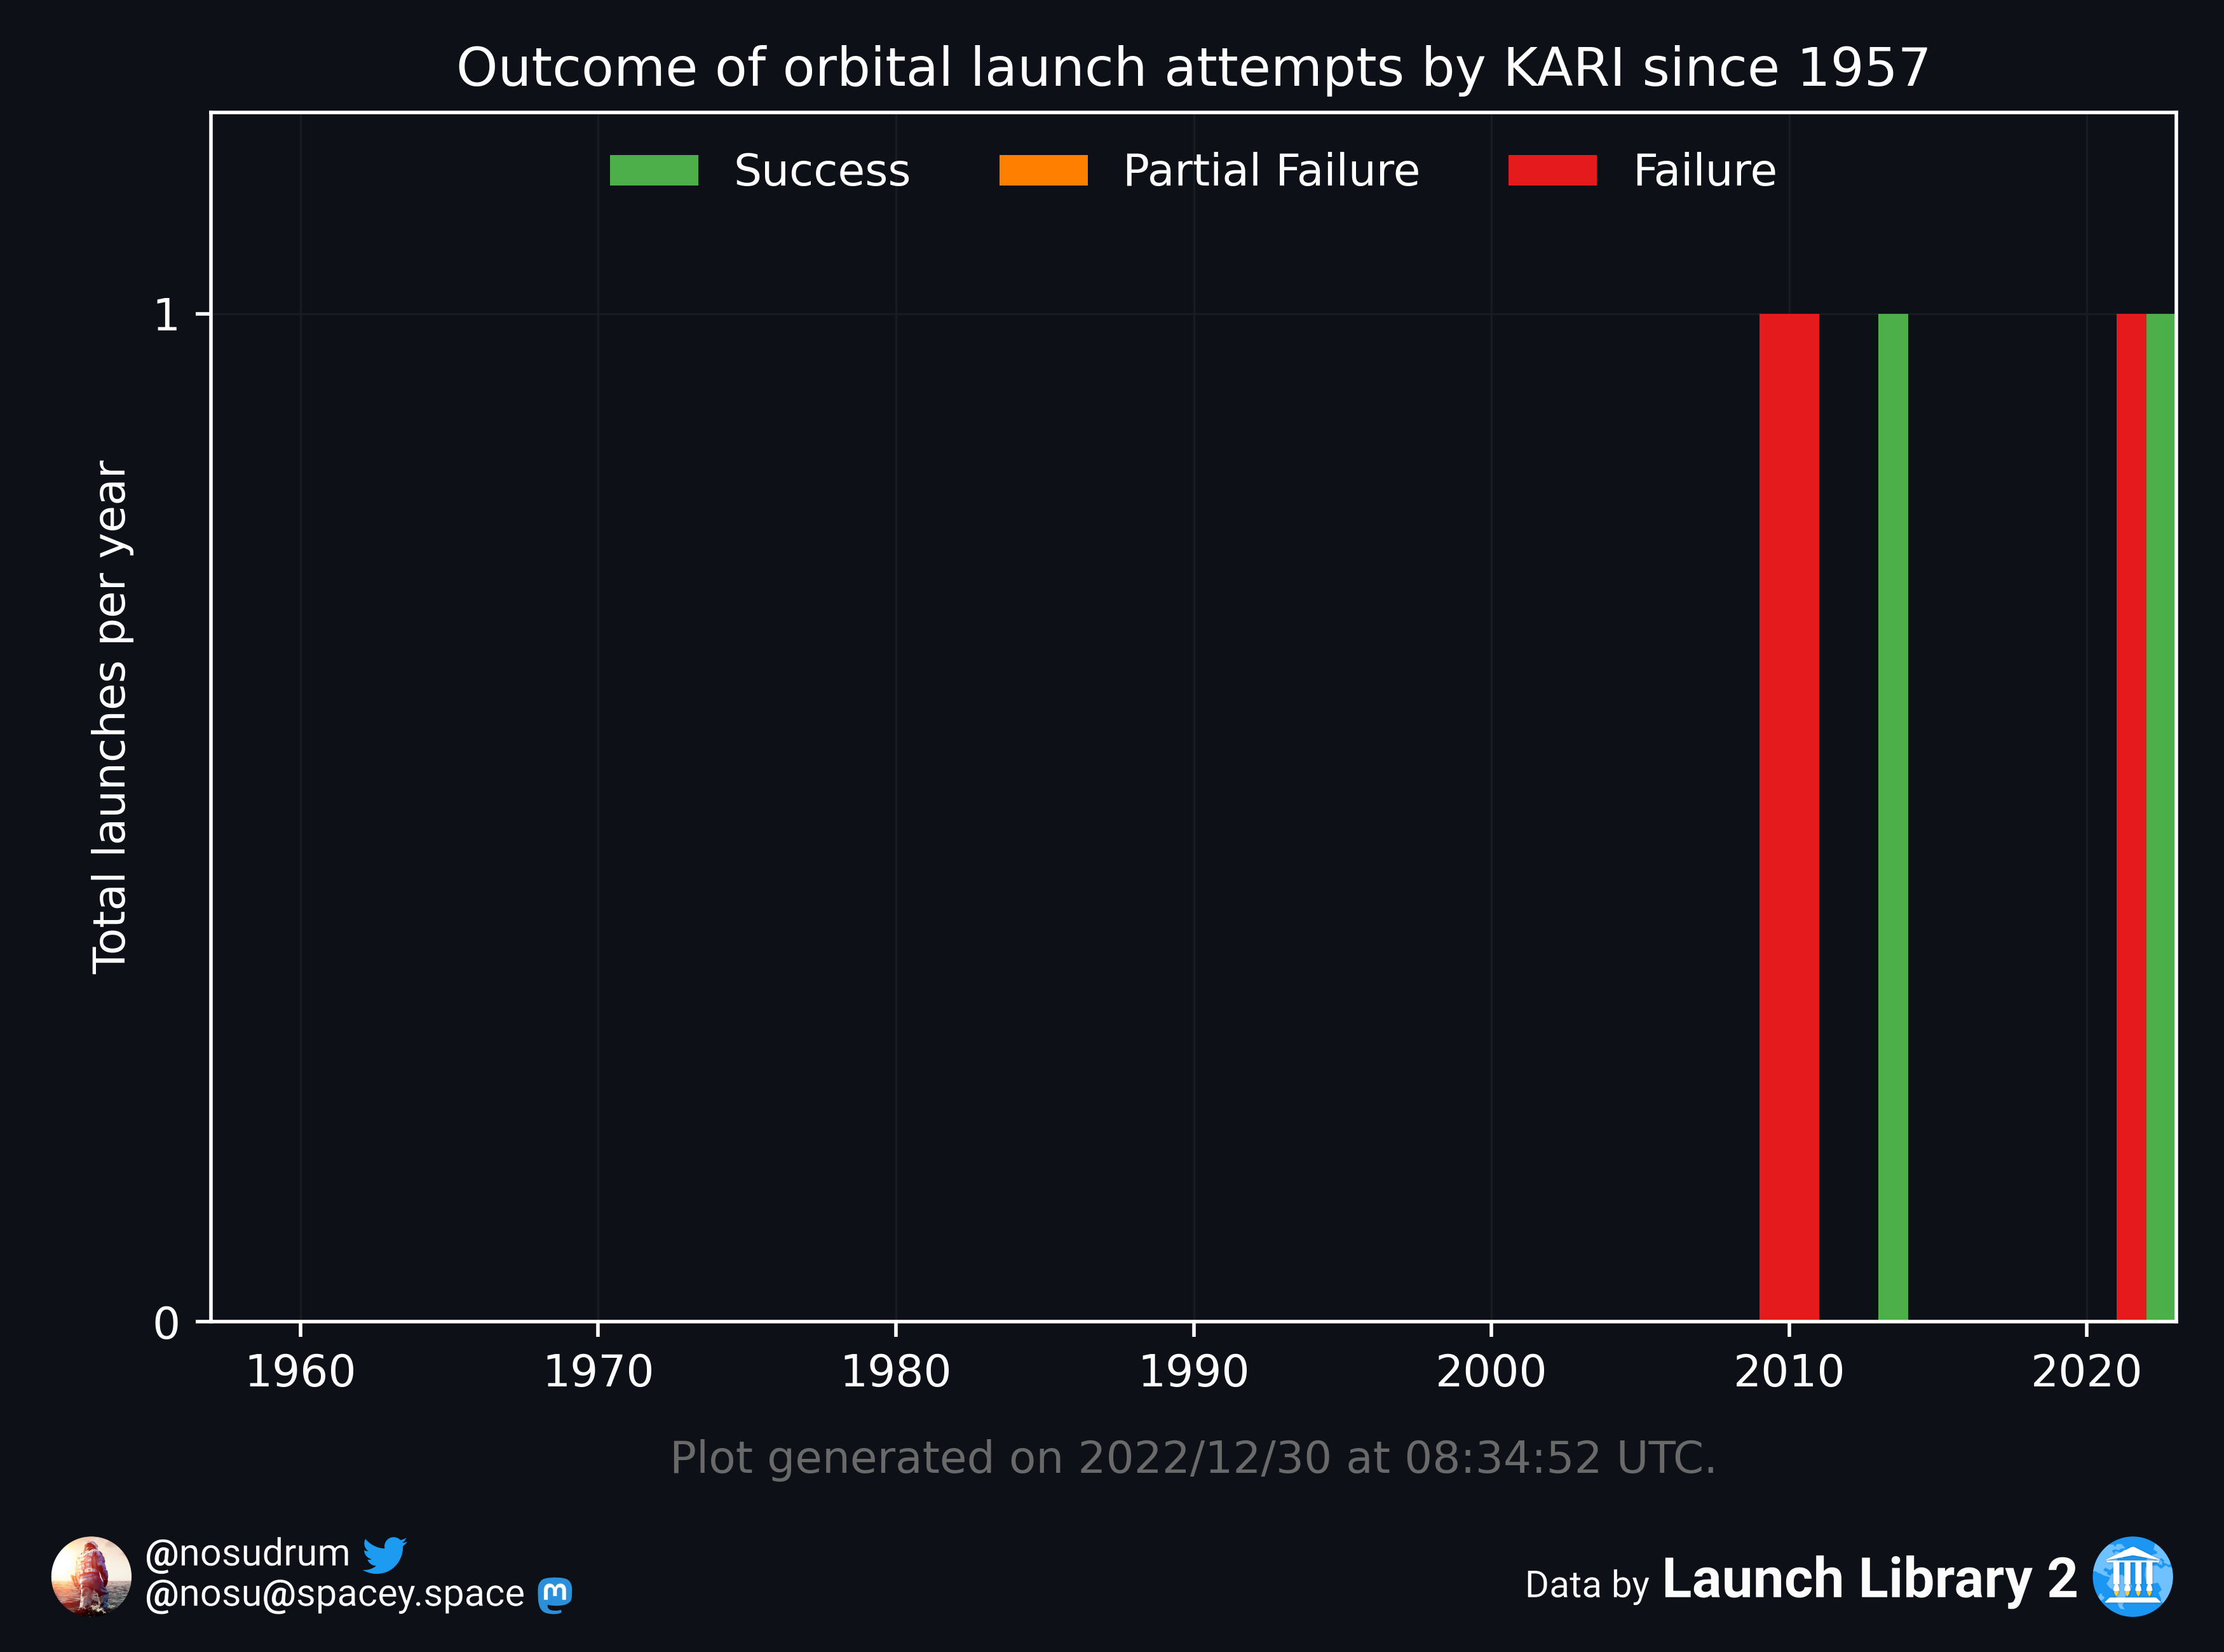 Outcome of orbital launch attempts by KARI since 1957
Success Partial Failure Failure
Total launches per year
1
0
1960 1970 1980 1990 2000 2010 2020
Plot generated on 2022/12/30 at 08:34:52 UTC.
@nosudrum
@nosu@spacey.space
Data by Launch Library 2